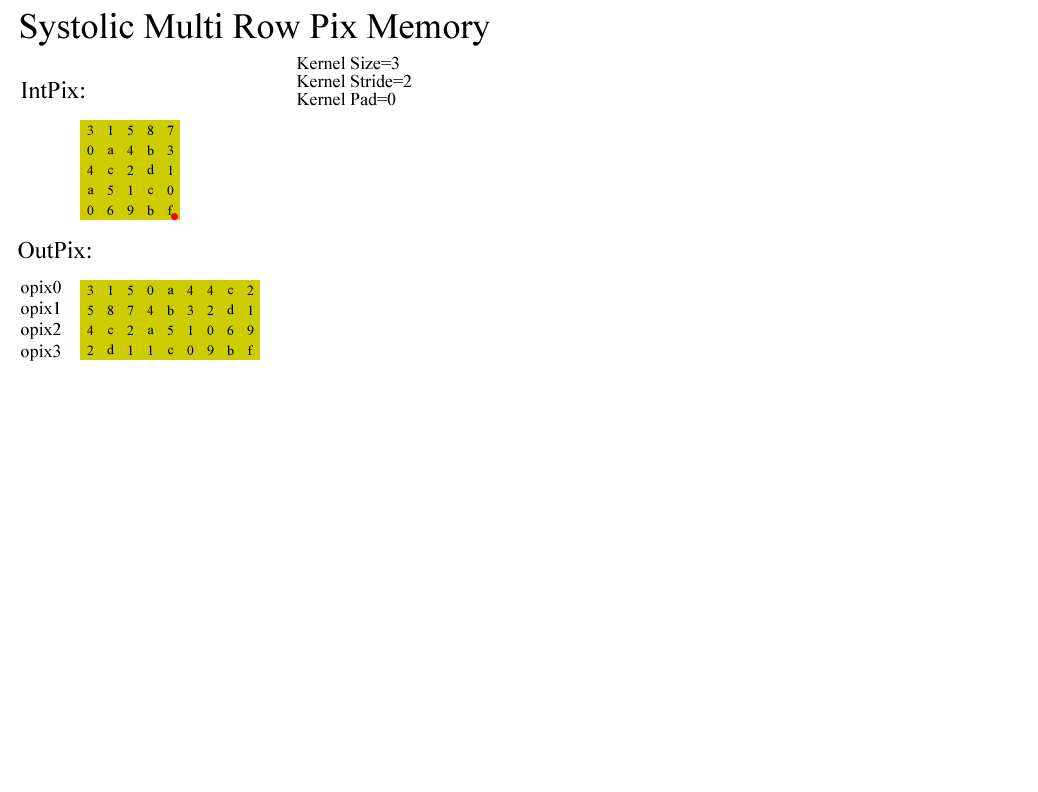 Systolic Multi Row Pix Memory
Kernel Size=3
Kernel Stride=2
Kernel Pad=0
IntPix:
3 1 5 8 7
0 a 4 b 3
4 c 2 d 1
a 5 1 c 0
0 6 9 b f
OutPix:
opix0 3 1 5 0 a 4 4 c 2
opix1 5 8 7 4 b 3 2 d 1
opix2 4 c 2 a 5 1 0 6 9
opix3 2 d 1 1 c 0 9 b f